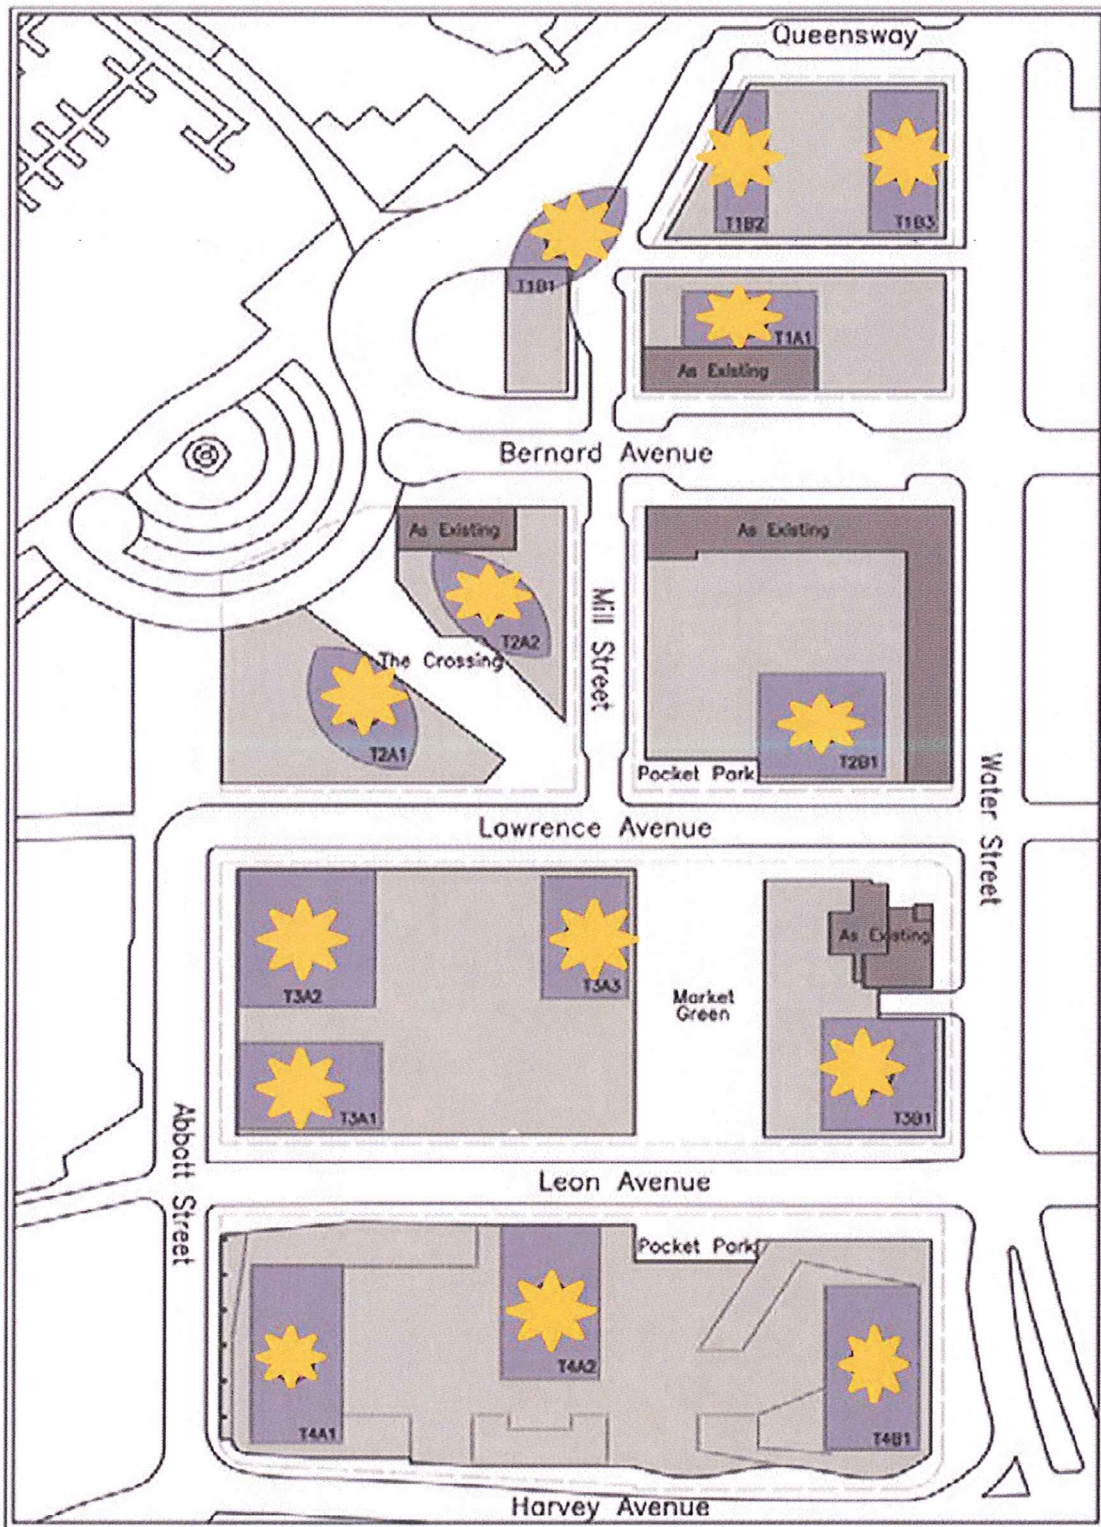 Queensway
T1B2
T1B3
T1B1
T1A1
As Existing
Bernard Avenue
As Existing
As Existing
Mill Street
T2A2
The Crossing
T2A1
T2B1
Pocket Park
Water Street
Lawrence Avenue
As Existing
T3A2
T3A3
Market
Green
T3A1
T3B1
Abbott Street
Leon Avenue
Pocket Park
T4A2
T4A1
T4B1
Harvey Avenue